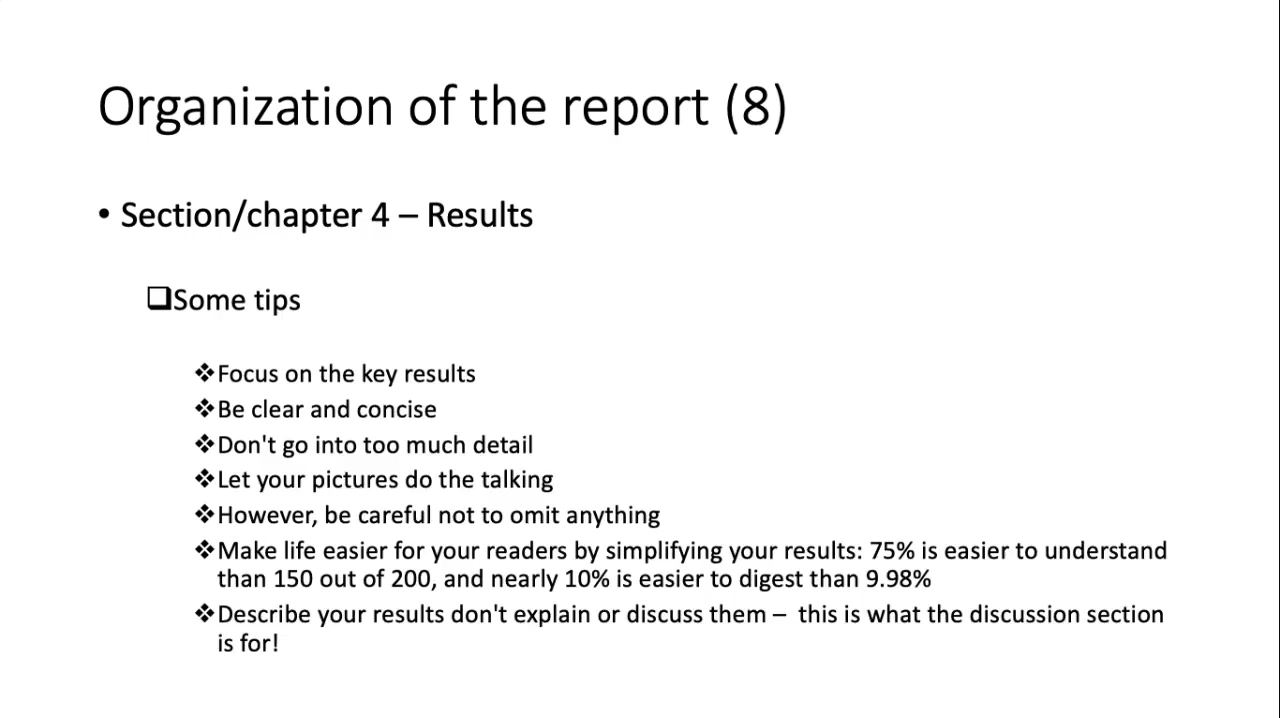 Organization of the report (8)
• Section/chapter 4 – Results
❑Some tips
❖Focus on the key results
❖Be clear and concise
❖Don't go into too much detail
❖Let your pictures do the talking
❖However, be careful not to omit anything
❖Make life easier for your readers by simplifying your results: 75% is easier to understand
than 150 out of 200, and nearly 10% is easier to digest than 9.98%
❖Describe your results don't explain or discuss them –  this is what the discussion section
is for!